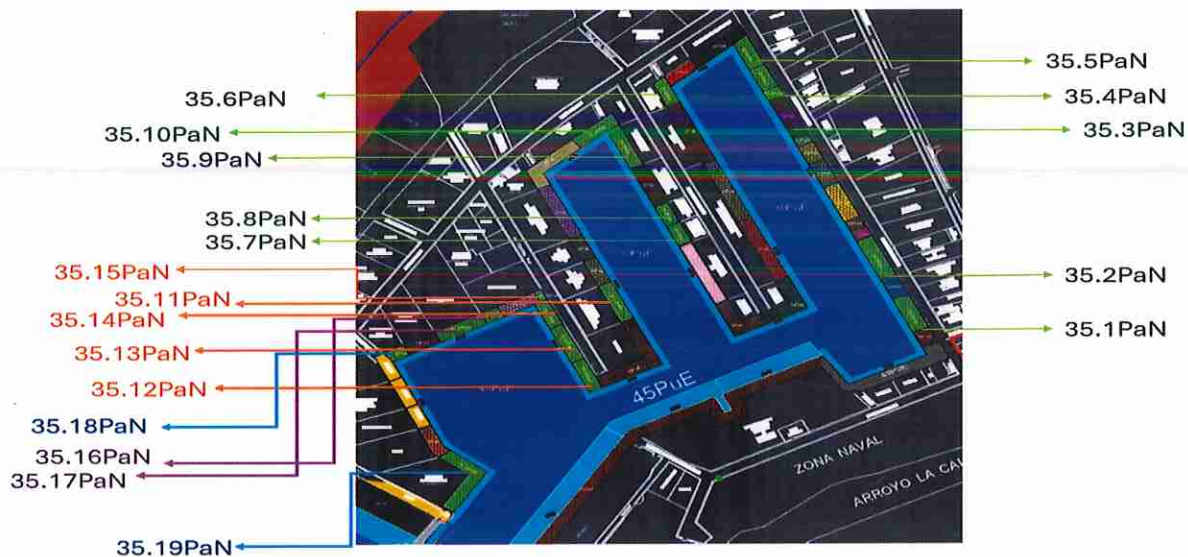 35.6PaN
35.10PaN
35.9PaN
35.8PaN
35.7PaN
35.15PaN
35.11PaN
35.14PaN
35.13PaN
35.12PaN
35.18PaN
35.16PaN
35.17PaN
35.19PaN
35.5PaN
35.4PaN
35.3PaN
35.2PaN
35.1PaN
45PuE
ZONA NAVAL
ARROYO LA CAL